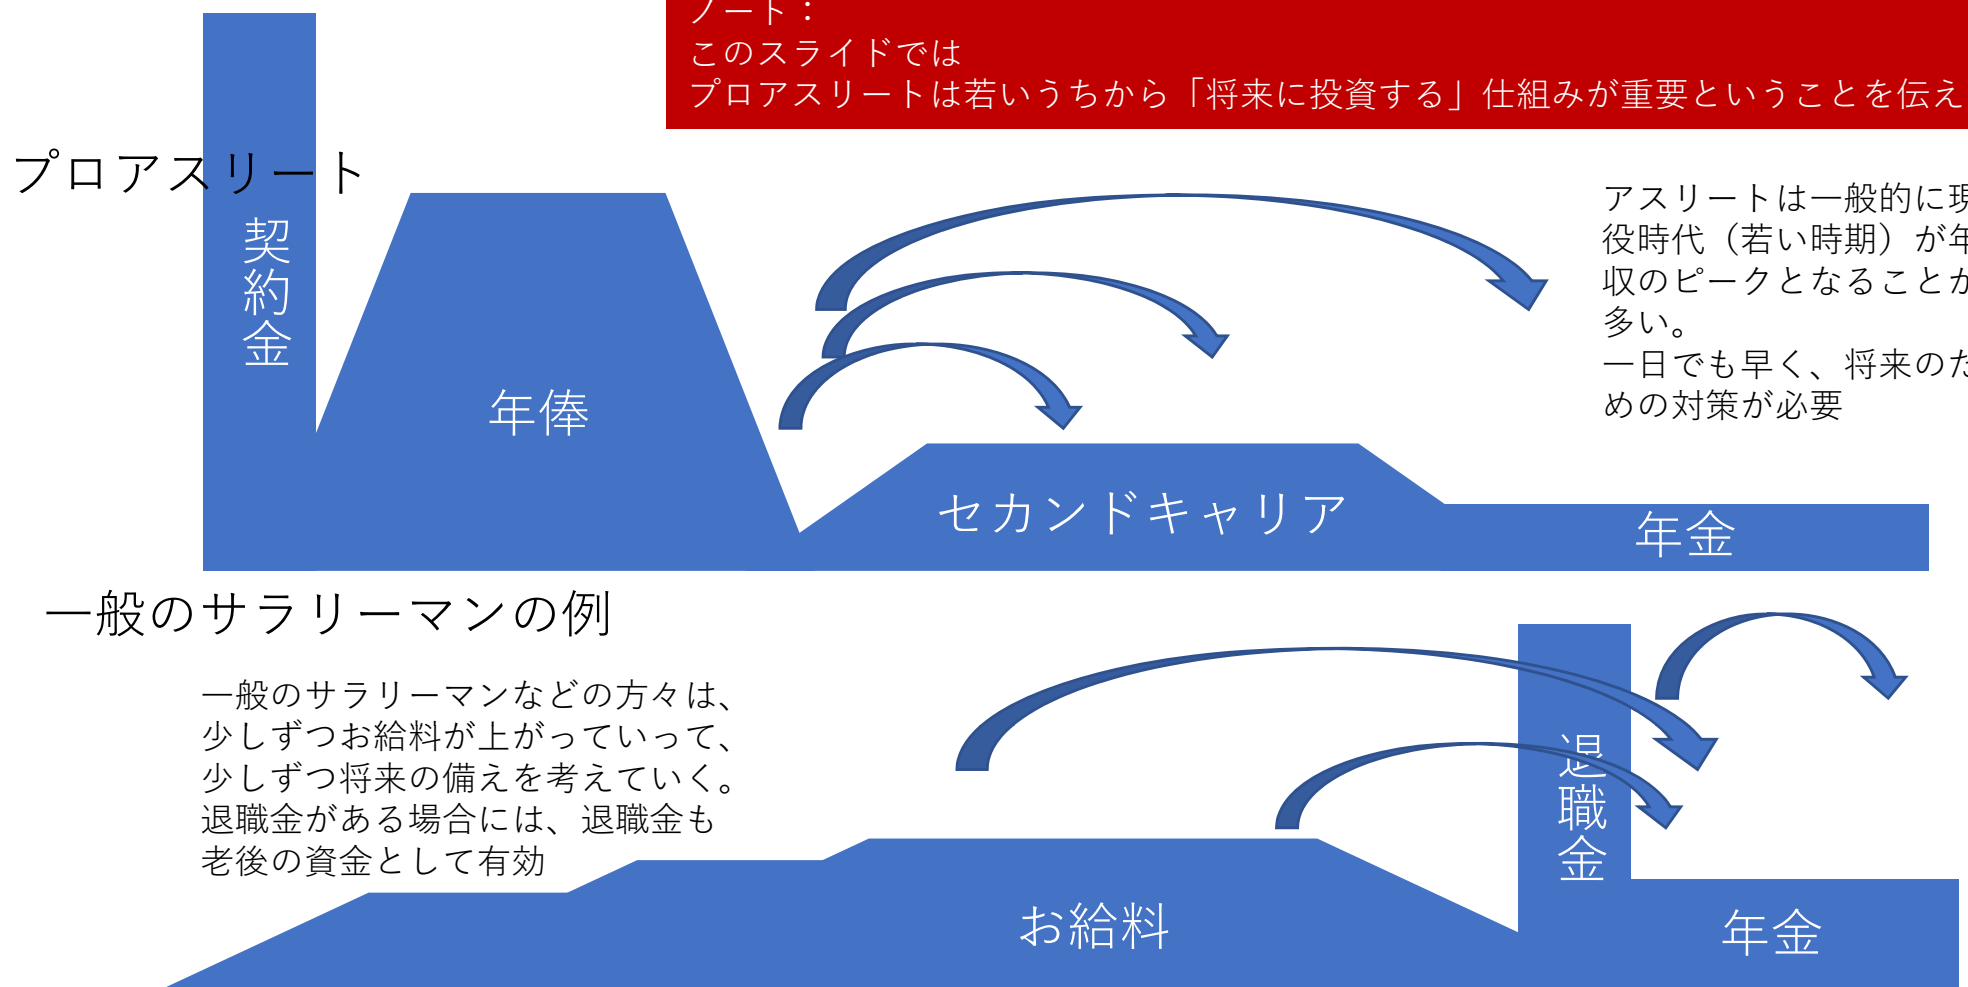 ノート：
このスライドでは
プロアスリートは若いうちから「将来に投資する」仕組みが重要ということを伝え
プロアスリート
契約金
年俸
アスリートは一般的に現
役時代（若い時期）が年
収のピークとなることが
多い。
一日でも早く、将来のた
めの対策が必要
セカンドキャリア
年金
一般のサラリーマンの例
一般のサラリーマンなどの方々は、
少しずつお給料が上がっていって、
少しずつ将来の備えを考えていく。
退職金がある場合には、退職金も
老後の資金として有効
退職金
お給料
年金